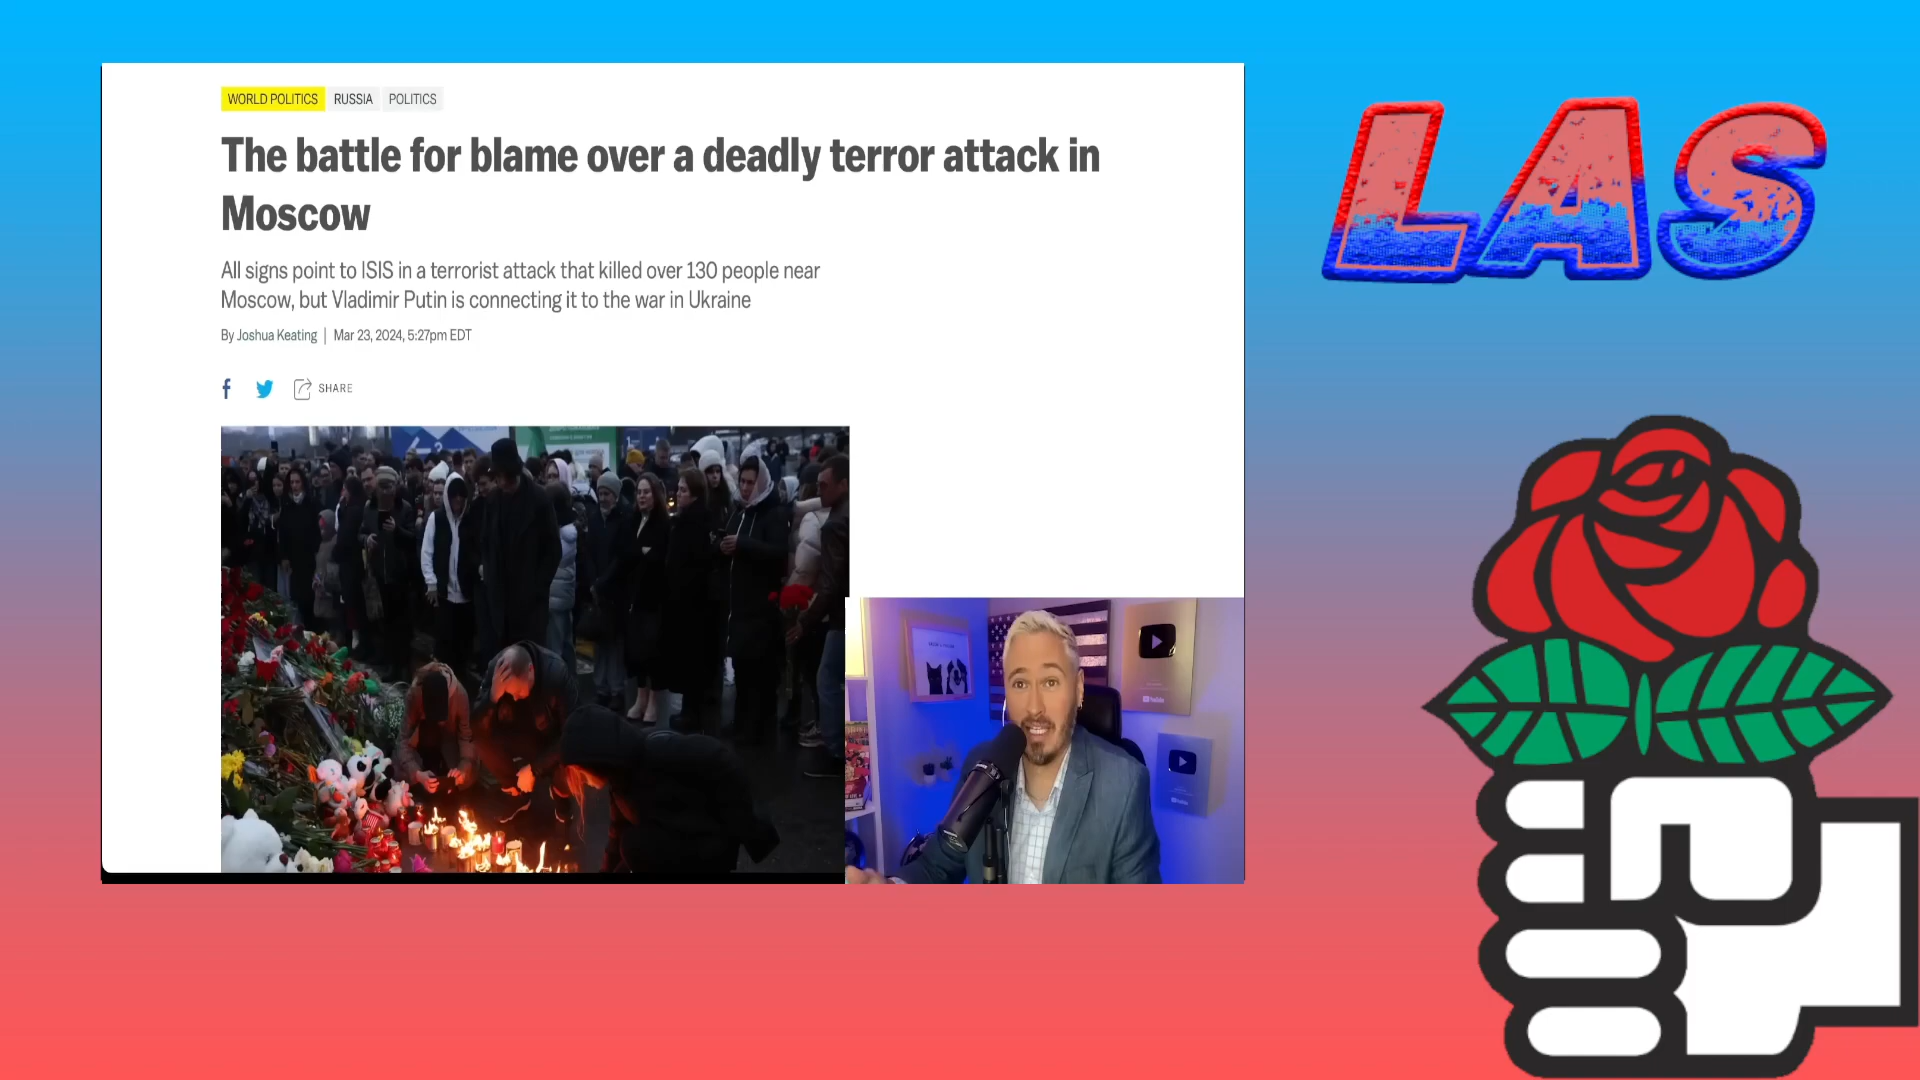 WORLD POLITICS RUSSIA POLITICS
The battle for blame over a deadly terror attack in
Moscow
All signs point to ISIS in a terrorist attack that killed over 130 people near
Moscow, but Vladimir Putin is connecting it to the war in Ukraine
By Joshua Keating | Mar 23, 2024, 5:27pm EDT
SHARE
LAS
YouTube